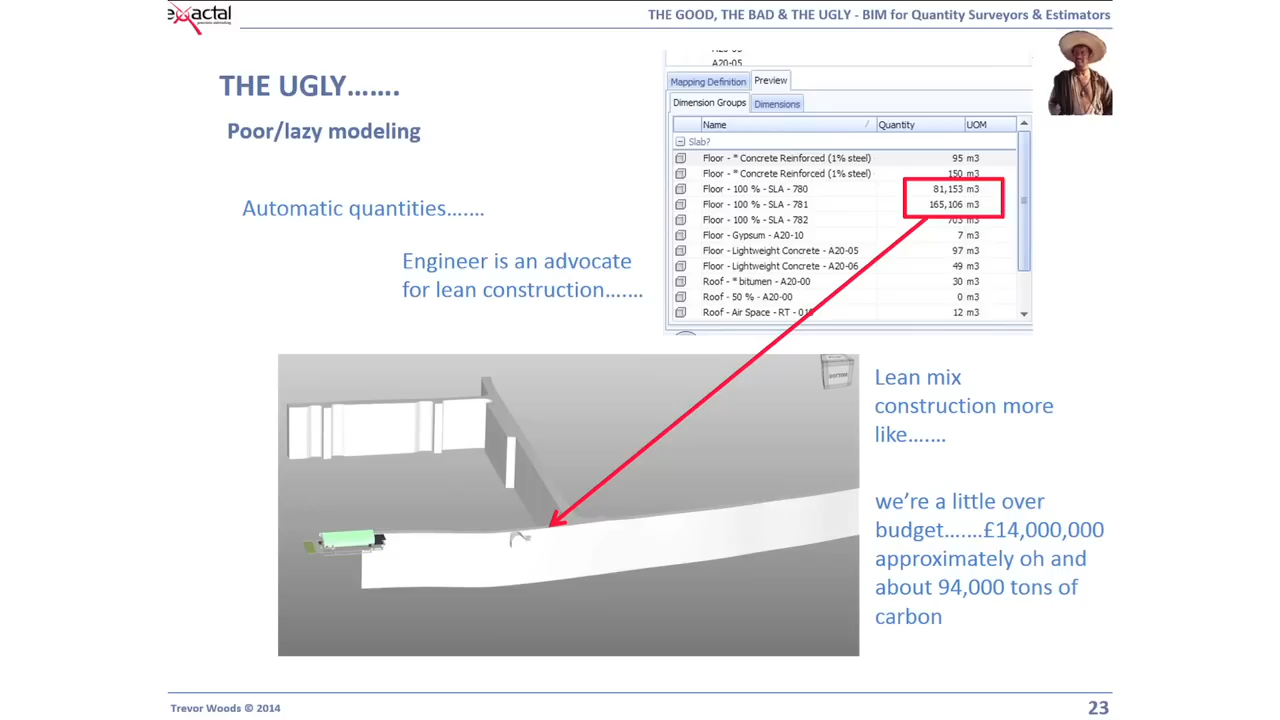 exactal
THE GOOD, THE BAD & THE UGLY - BIM for Quantity Surveyors & Estimators
THE UGLY…….
Poor/lazy modeling
Automatic quantities…..…
Engineer is an advocate
for lean construction…..…
A20-05
Mapping Definition Preview
Dimension Groups Dimensions
Name Quantity UOM
Slab?
Floor - * Concrete Reinforced (1% steel) 95 m3
Floor - * Concrete Reinforced (1% steel) 150 m3
Floor - 100 % - SLA - 780 81,153 m3
Floor - 100 % - SLA - 781 165,106 m3
Floor - 100 % - SLA - 782 703 m3
Floor - Gypsum - A20-10 7 m3
Floor - Lightweight Concrete - A20-05 97 m3
Floor - Lightweight Concrete - A20-06 49 m3
Roof - * bitumen - A20-00 30 m3
Roof - 50 % - A20-00 0 m3
Roof - Air Space - RT - 12 m3
BOTTOM
Lean mix
construction more
like…..…
we’re a little over
budget…..…£14,000,000
approximately oh and
about 94,000 tons of
carbon
Trevor Woods © 2014
23